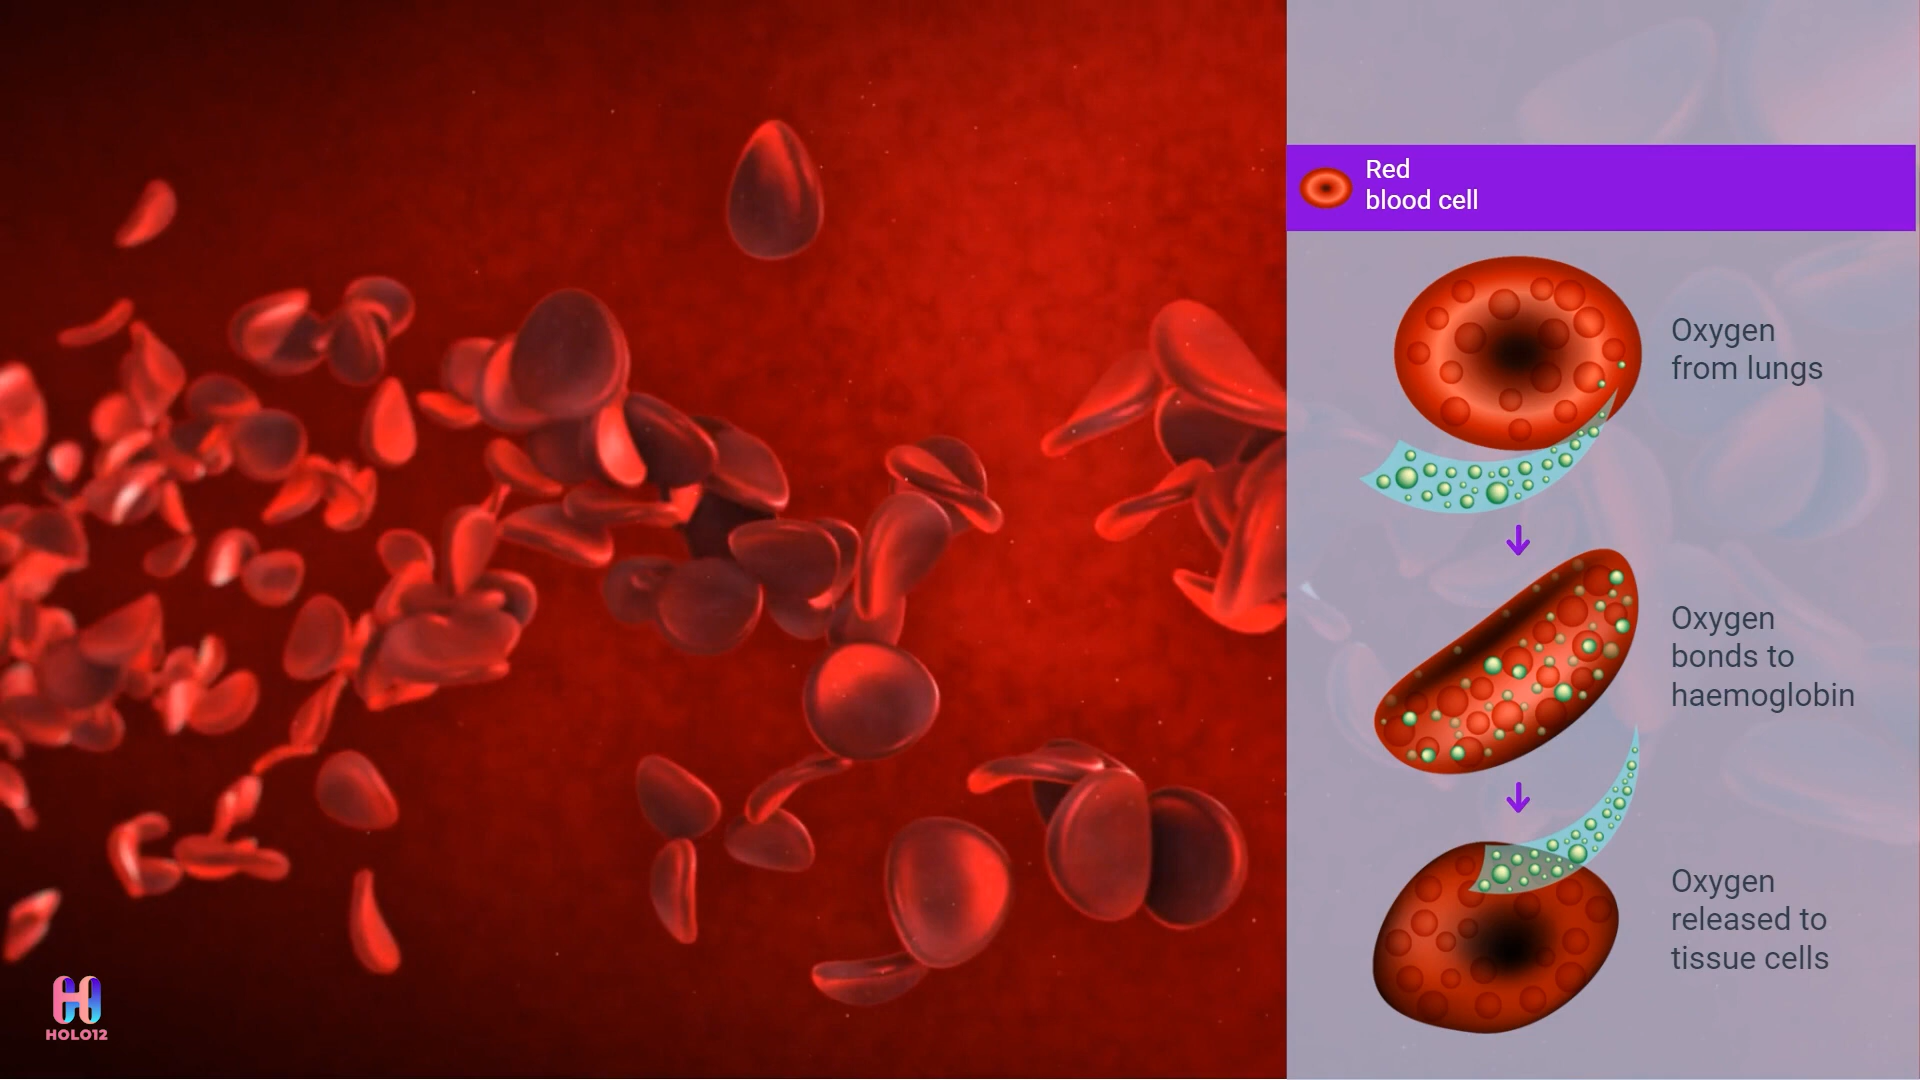 Red
blood cell
Oxygen
from lungs
Oxygen
bonds to
haemoglobin
Oxygen
released to
tissue cells
HOLO12